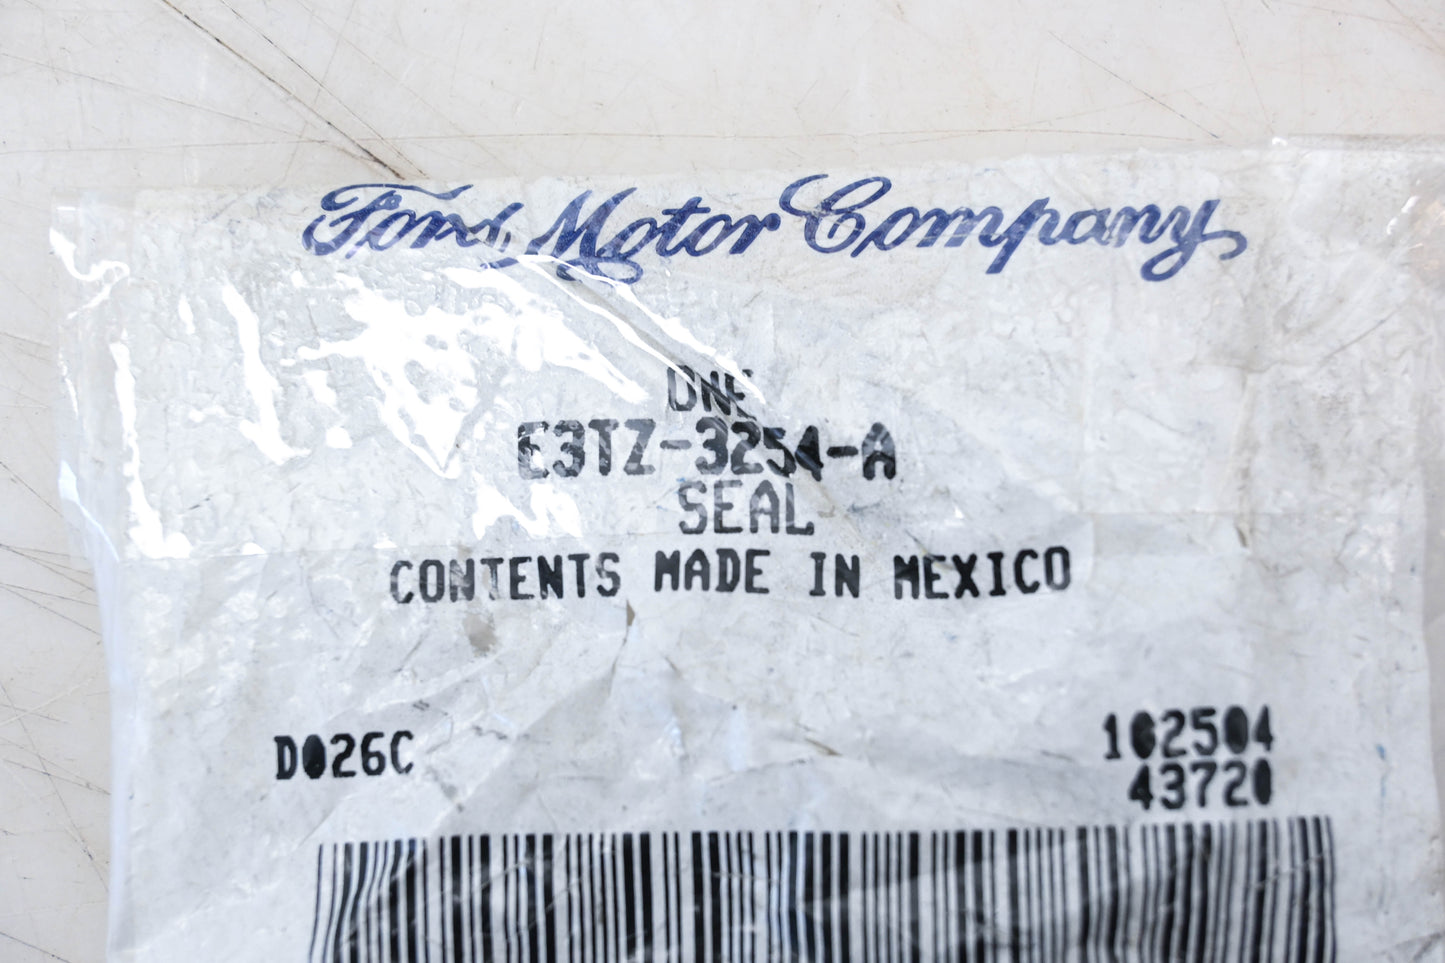 Ford Motor Company
ONE
E3TZ-3254-A
SEAL
CONTENTS MADE IN MEXICO
D026C
102504
43720